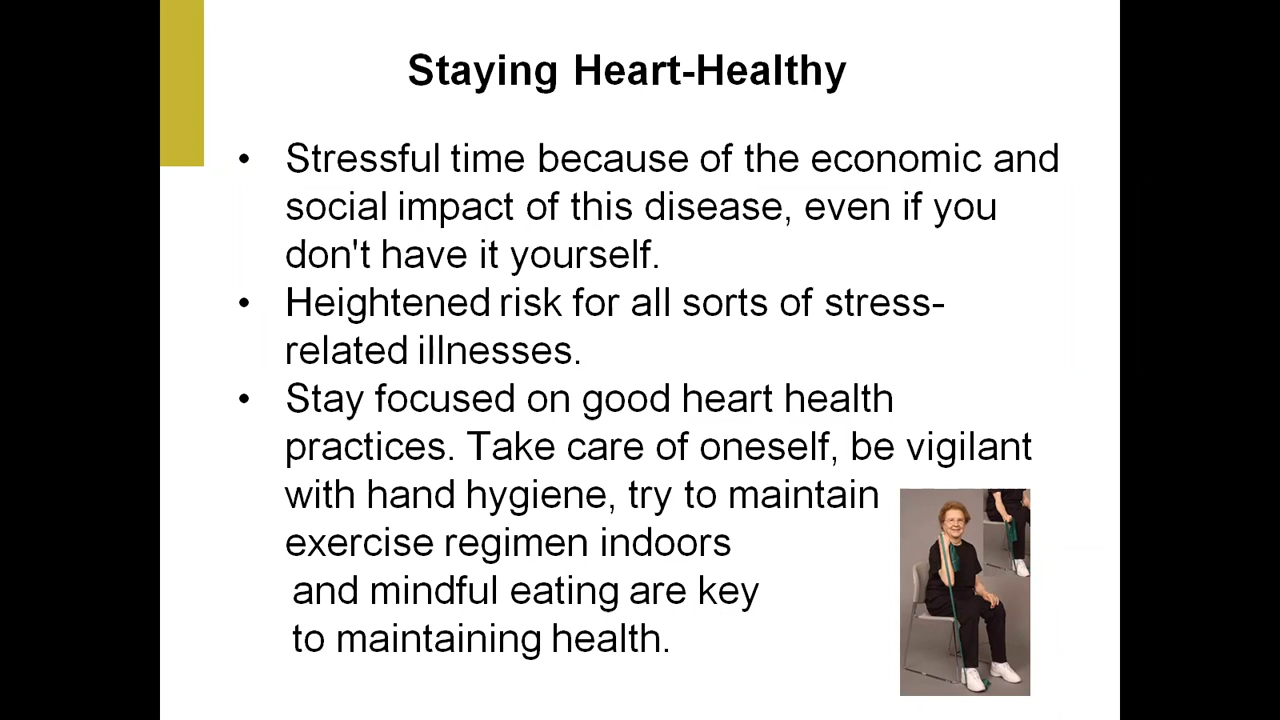 Staying Heart-Healthy
• Stressful time because of the economic and
social impact of this disease, even if you
don't have it yourself.
• Heightened risk for all sorts of stress-
related illnesses.
• Stay focused on good heart health
practices. Take care of oneself, be vigilant
with hand hygiene, try to maintain
exercise regimen indoors
and mindful eating are key
to maintaining health.